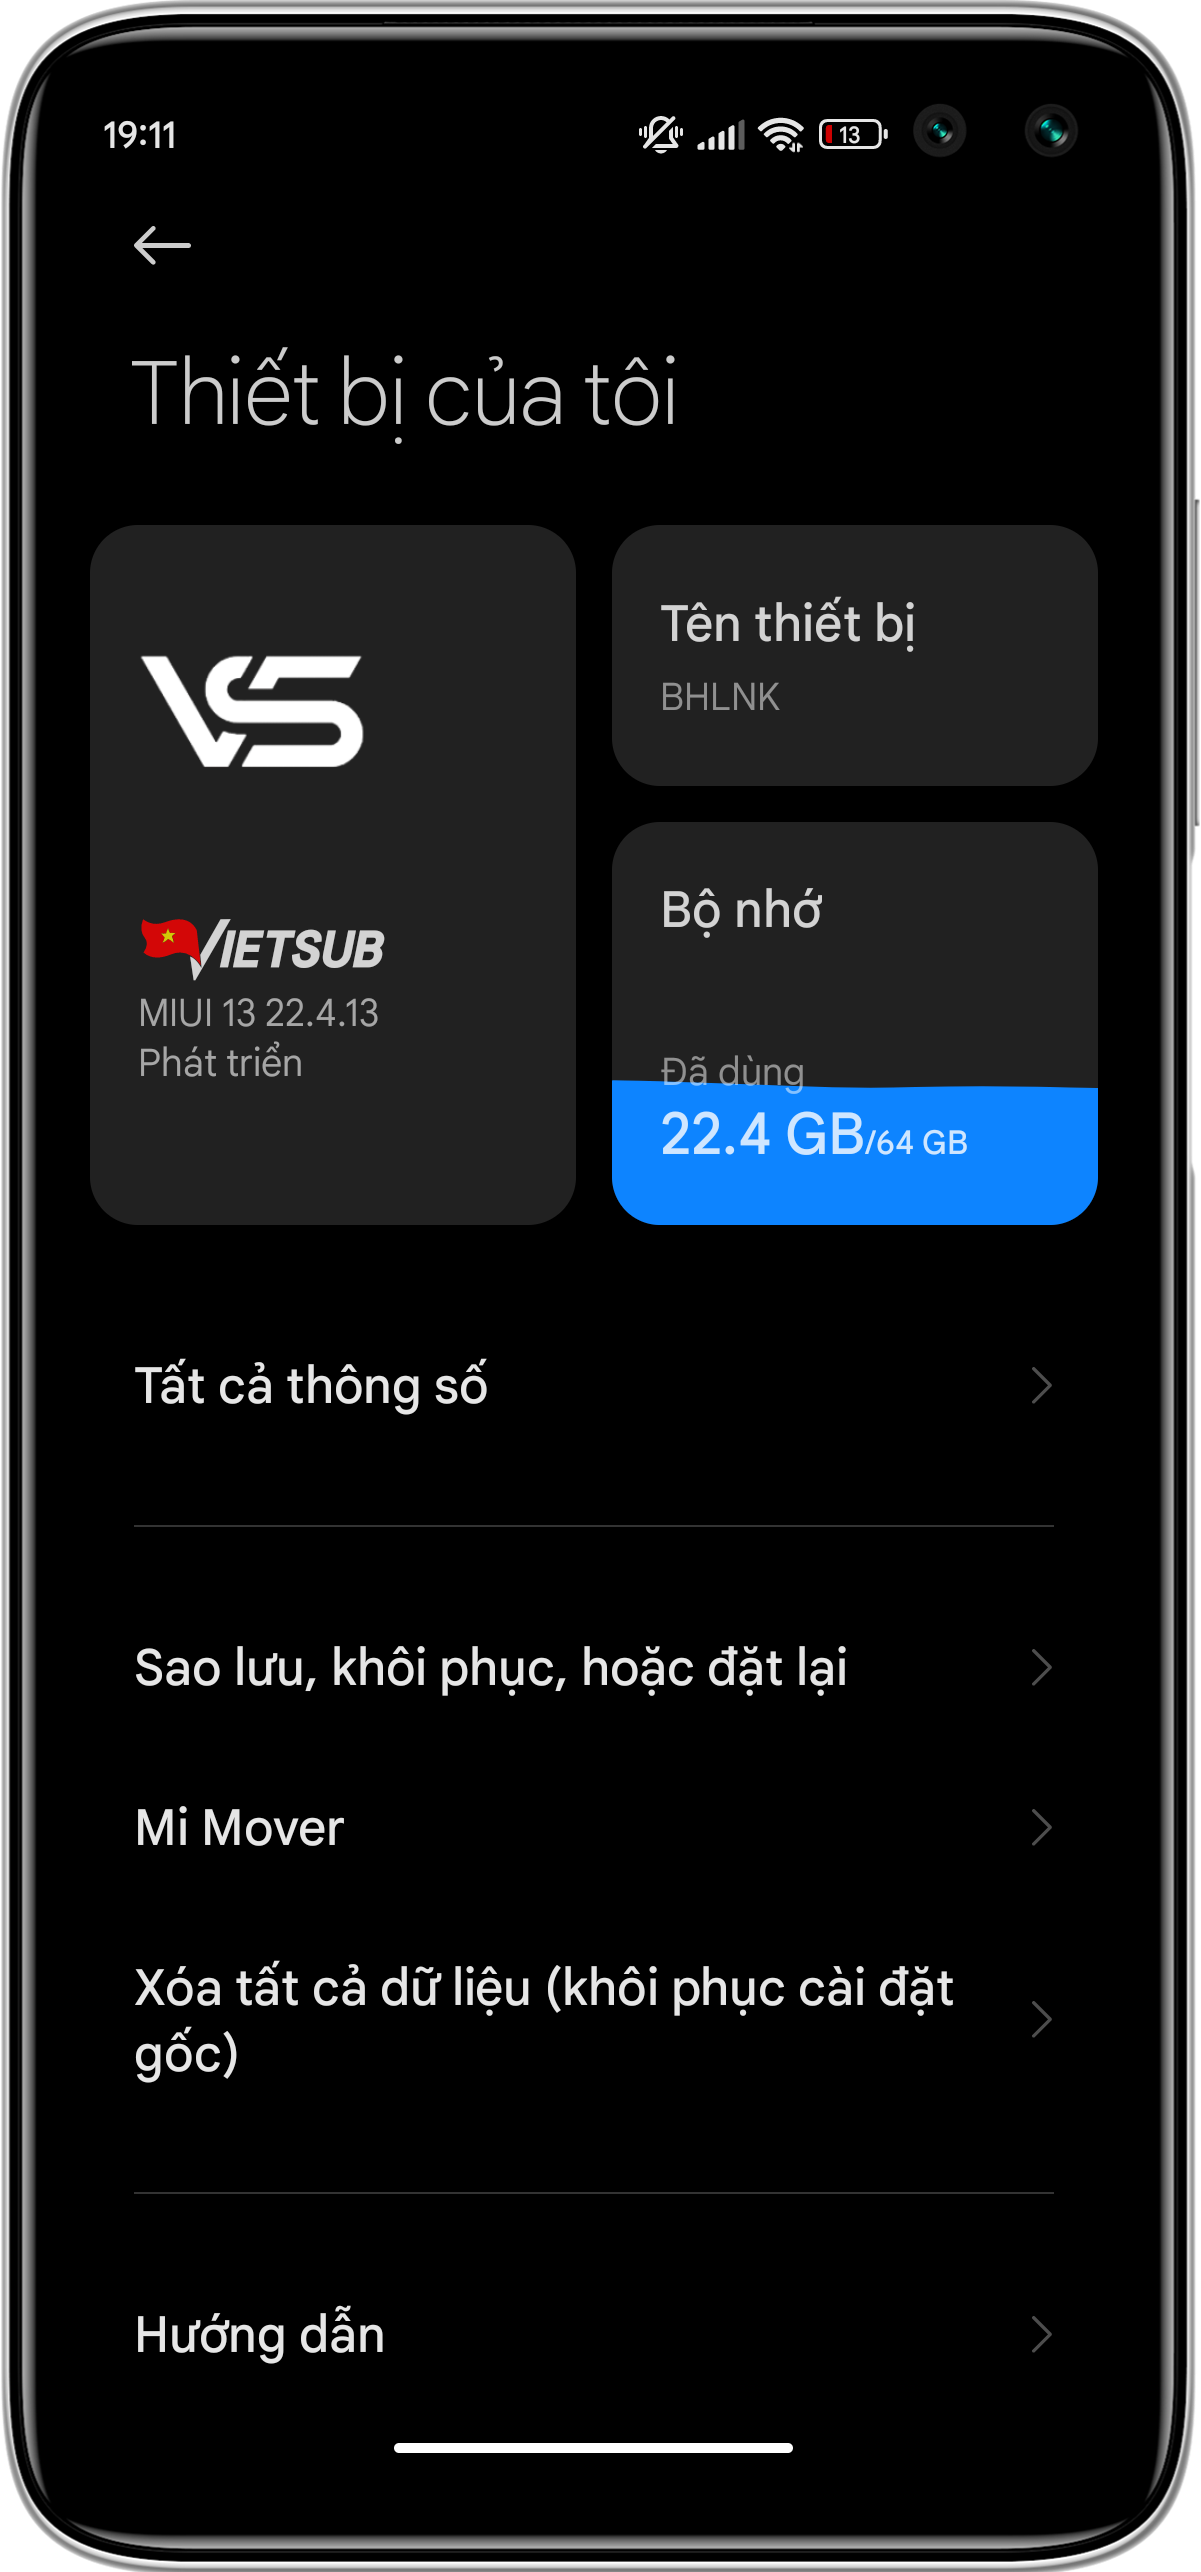 19:11
13
Thiết bị của tôi
VS
VIETSUB
MIUI 13 22.4.13
Phát triển
Tên thiết bị
BHLNK
Bộ nhớ
Đã dùng
22.4 GB/64 GB
Tất cả thông số
Sao lưu, khôi phục, hoặc đặt lại
Mi Mover
Xóa tất cả dữ liệu (khôi phục cài đặt
gốc)
Hướng dẫn